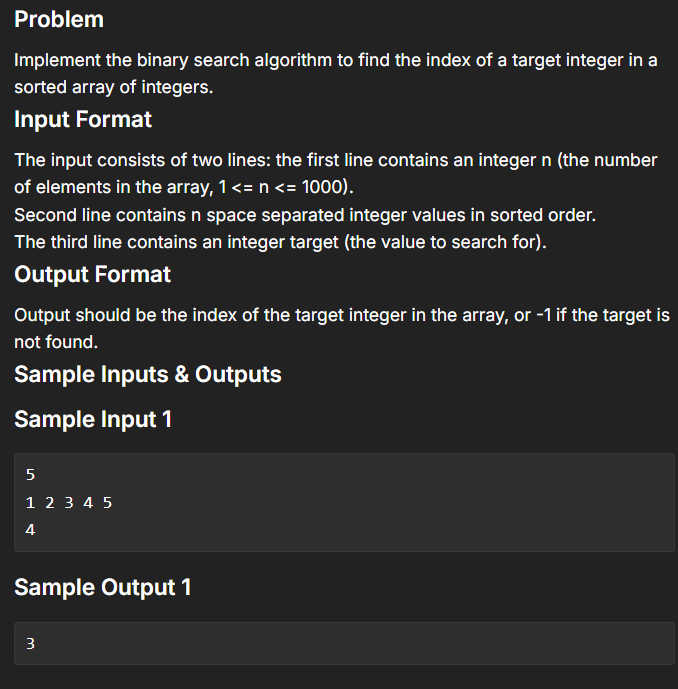 Problem
Implement the binary search algorithm to find the index of a target integer in a
sorted array of integers.
Input Format
The input consists of two lines: the first line contains an integer n (the number
of elements in the array, 1 <= n <= 1000).
Second line contains n space separated integer values in sorted order.
The third line contains an integer target (the value to search for).
Output Format
Output should be the index of the target integer in the array, or -1 if the target is
not found.
Sample Inputs & Outputs
Sample Input 1
5
1 2 3 4 5
4
Sample Output 1
3